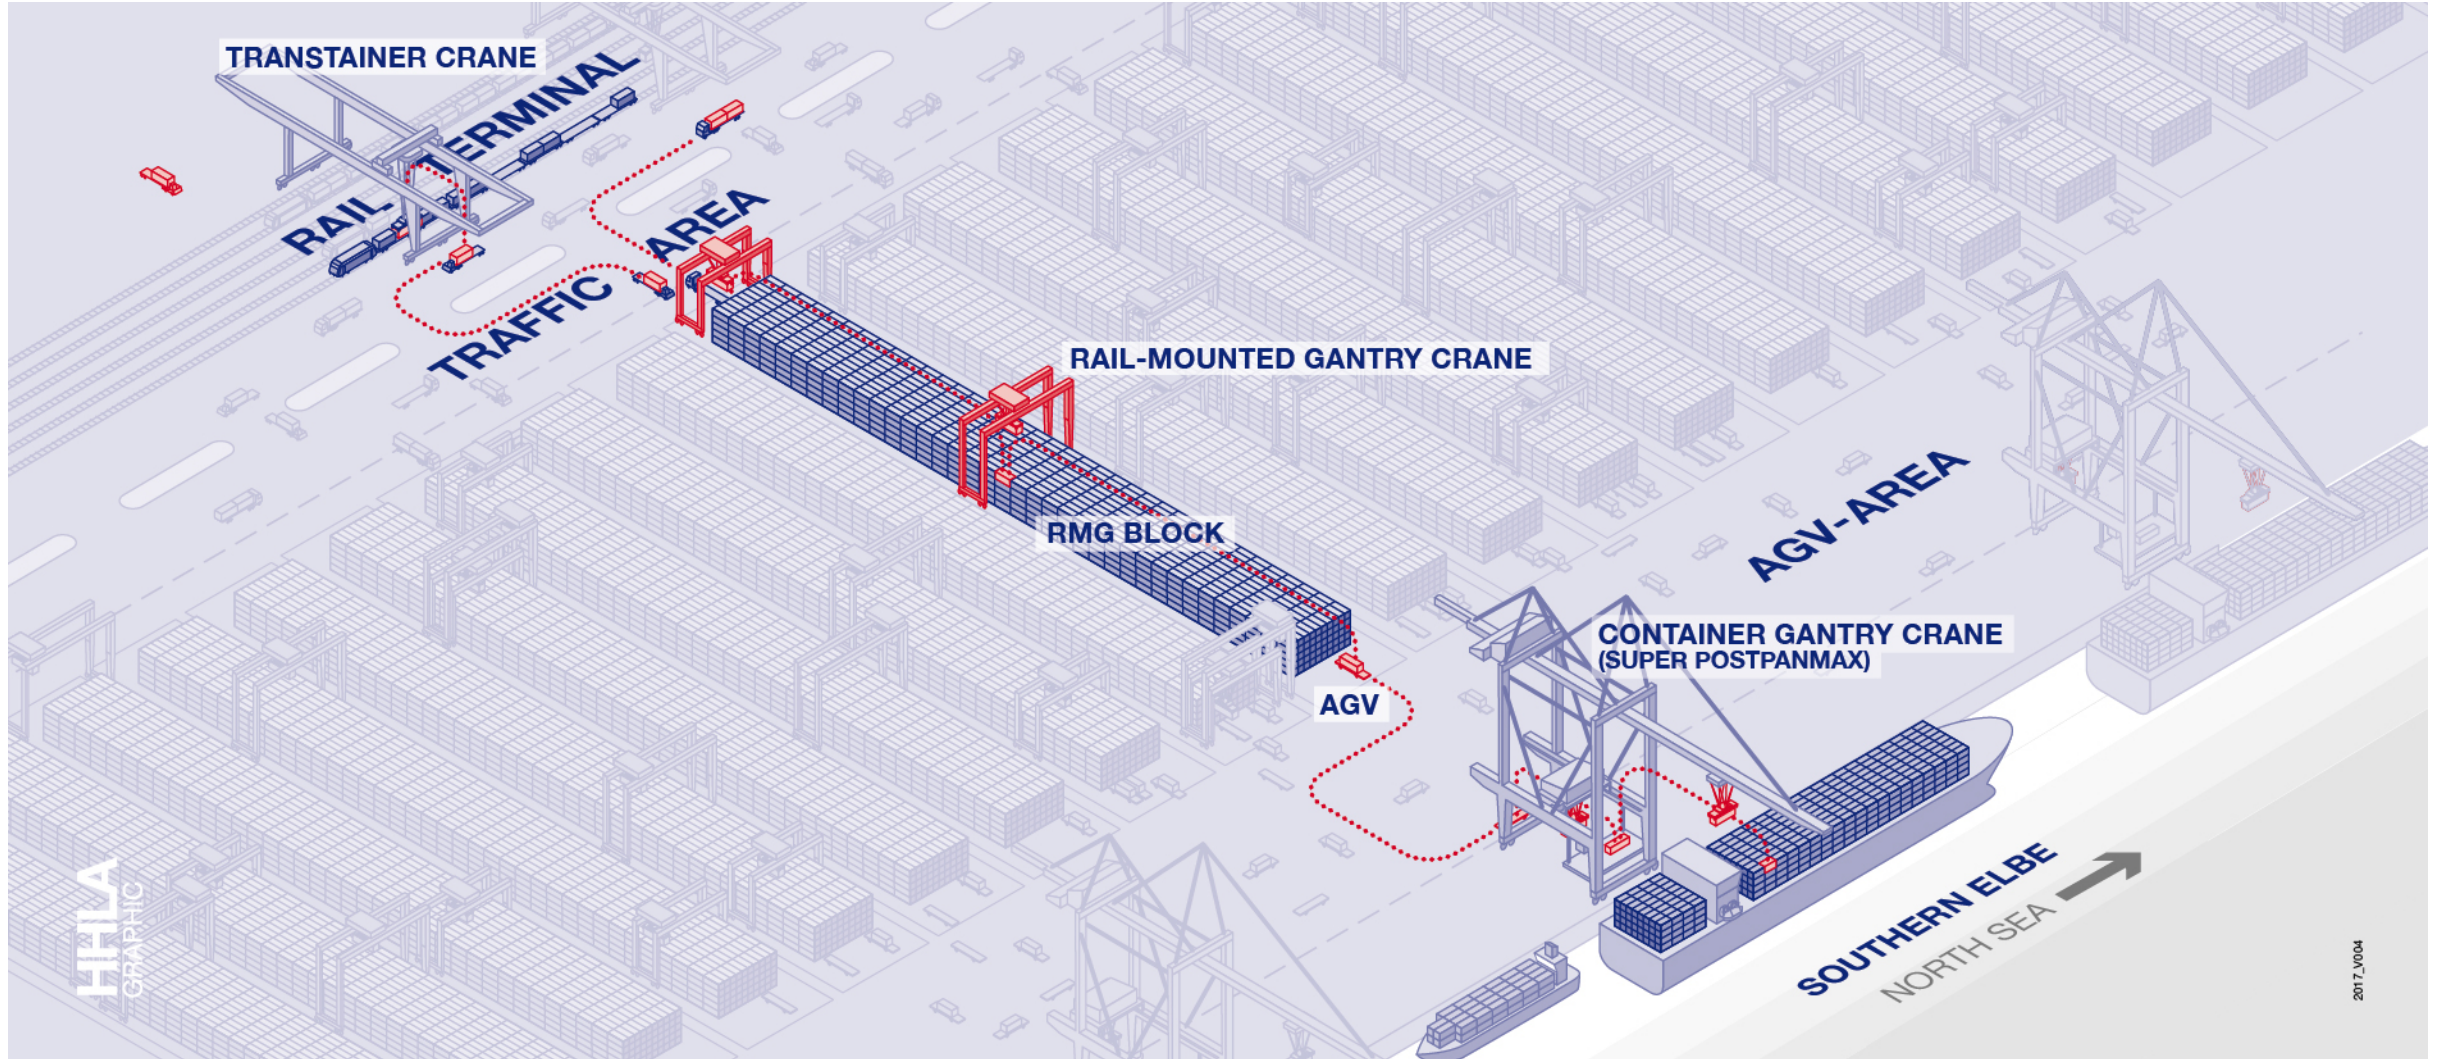 TRANSTAINER CRANE
RAIL TERMINAL
TRAFFIC AREA
RAIL-MOUNTED GANTRY CRANE
RMG BLOCK
AGV-AREA
CONTAINER GANTRY CRANE
(SUPER POSTPANMAX)
AGV
SOUTHERN ELBE
NORTH SEA
HHLA
GRAPHIC
2017_V004